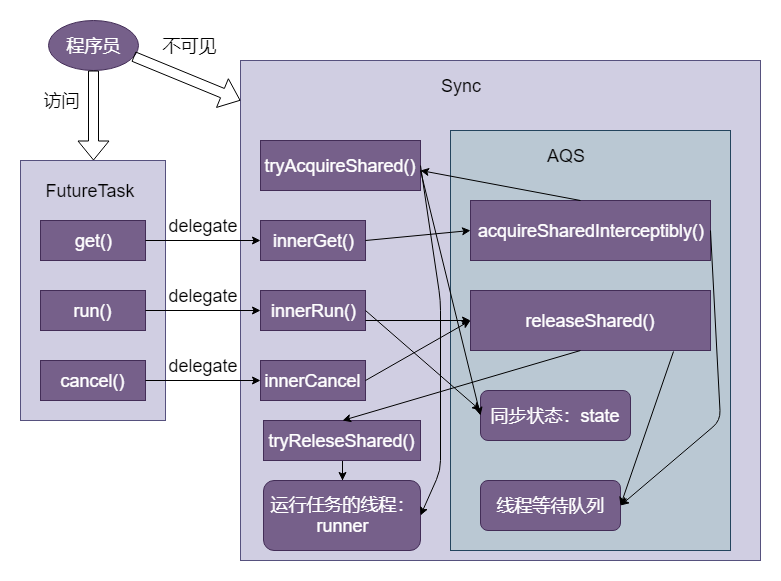 程序员
不可见
访问
Sync
AQS
FutureTask
tryAcquireShared()
get()
delegate
innerGet()
acquireSharedInterceptibly()
run()
delegate
innerRun()
releaseShared()
cancel()
delegate
innerCancel
同步状态：state
tryReleseShared()
运行任务的线程：
runner
线程等待队列